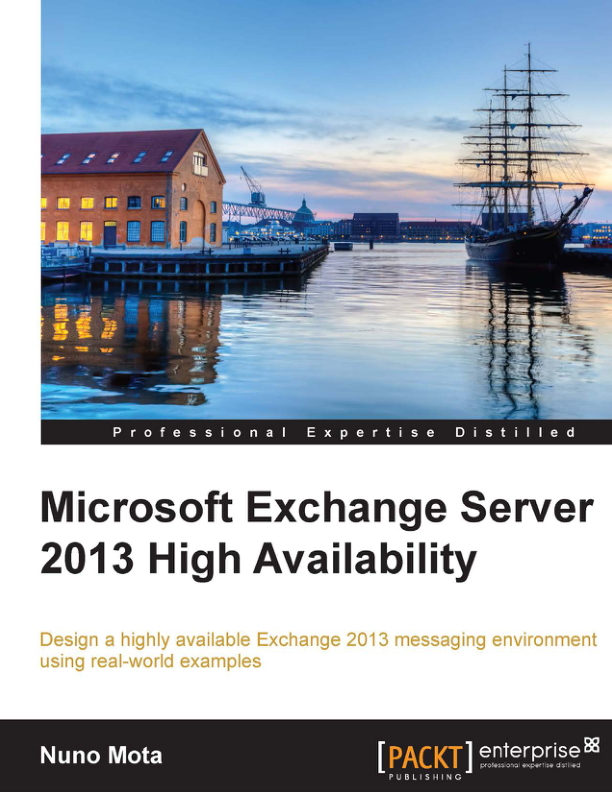 Professional Expertise Distilled
Microsoft Exchange Server
2013 High Availability
Design a highly available Exchange 2013 messaging environment
using real-world examples
Nuno Mota
[PACKT] enterprise
PUBLISHING
professional expertise distilled